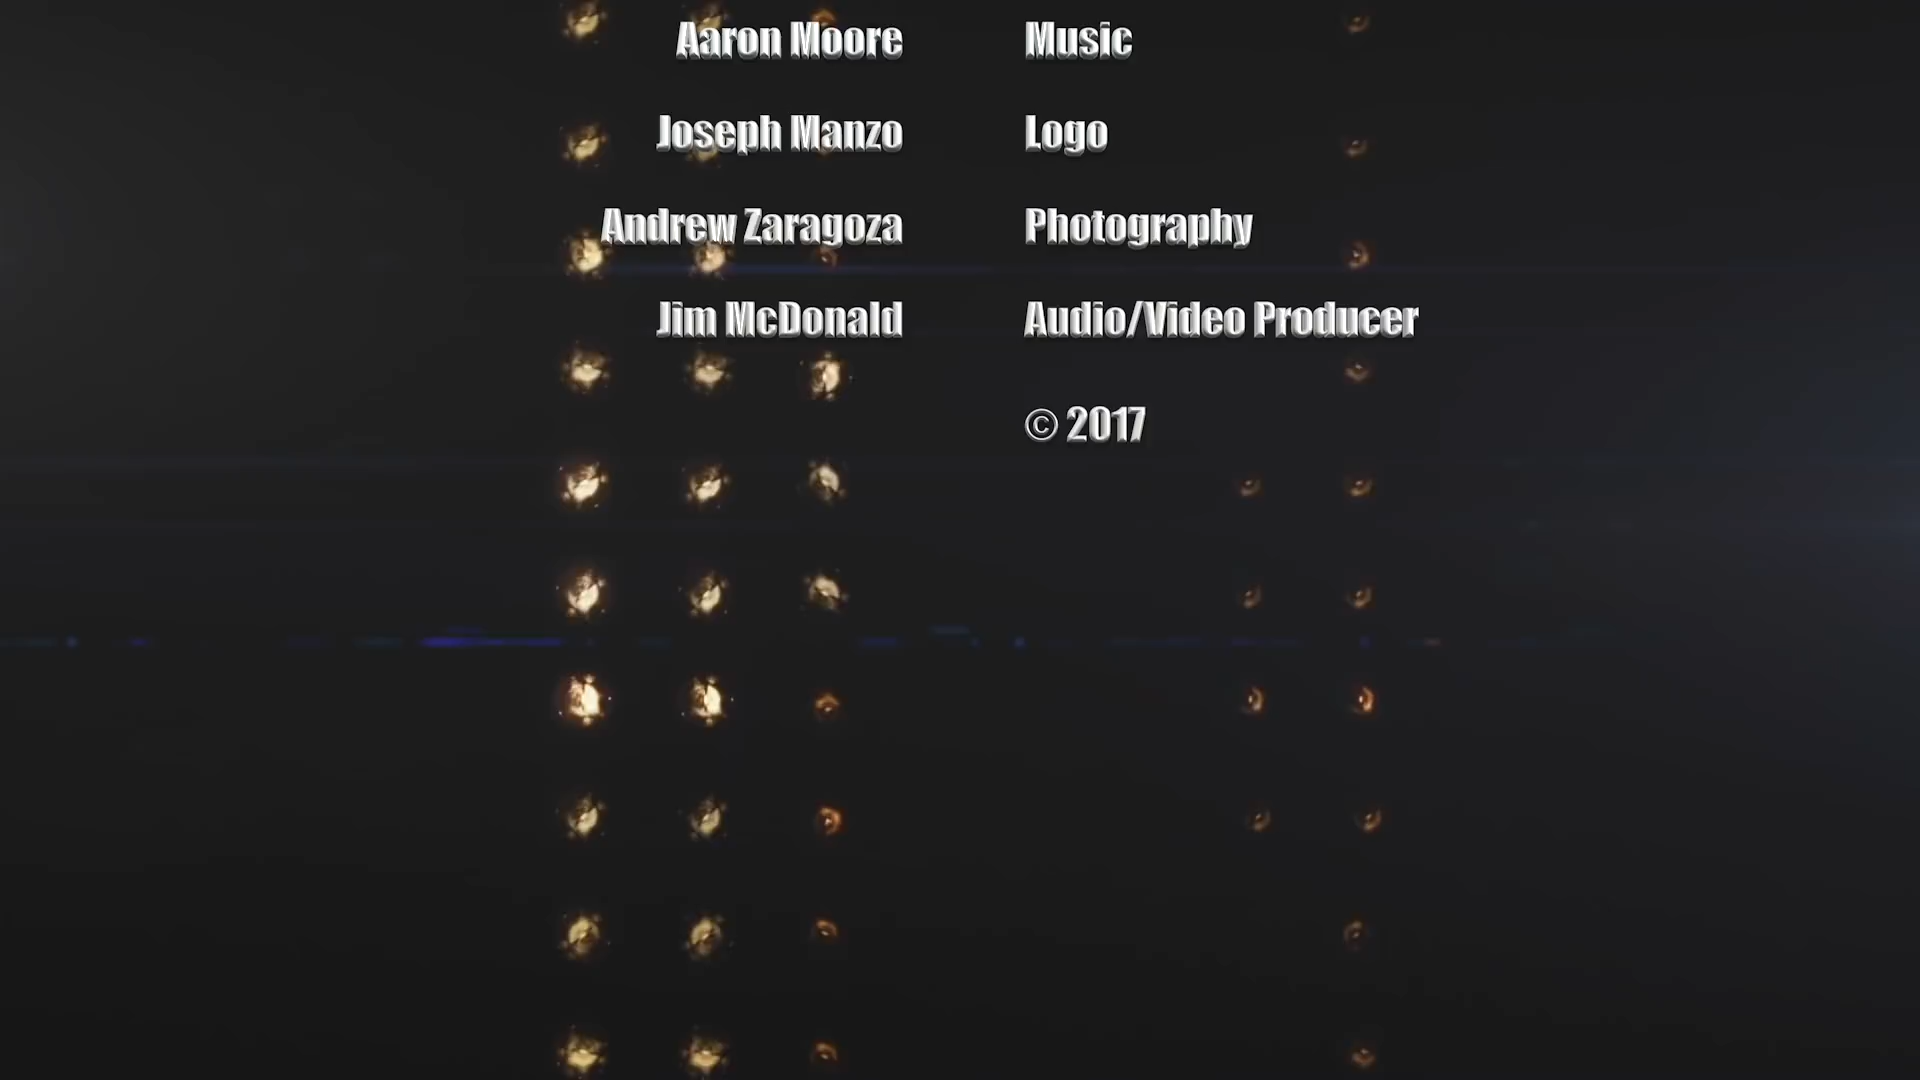 Aaron Moore Music
Joseph Manzo Logo
Andrew Zaragoza Photography
Jim McDonald Audio/Video Producer
© 2017